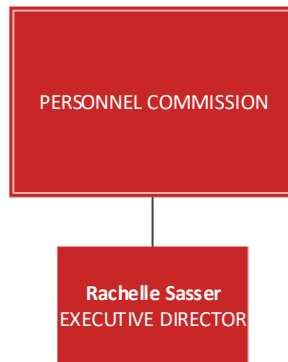 PERSONNEL COMMISSION
Rachelle Sasser
EXECUTIVE DIRECTOR